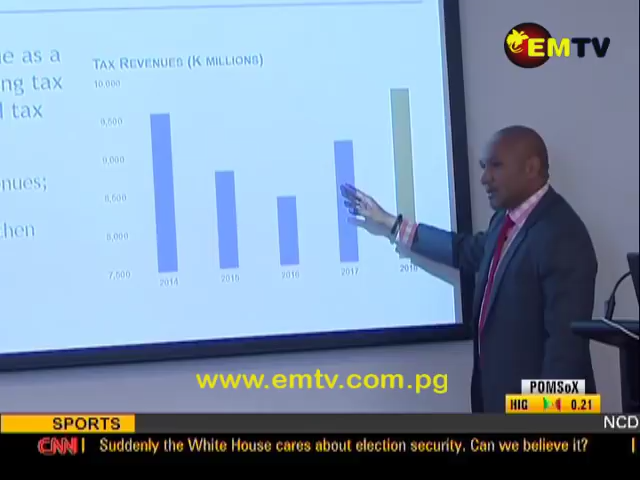 e as a
ng tax
l tax
nues;
hen
TAX REVENUES (K MILLIONS)
10,000
9,500
9,000
8,500
8,000
7,500
2014
2015
2016
2017
2018
EMTV
www.emtv.com.pg
POMSoX
HIG 0.21
SPORTS
NCD
CNN Suddenly the White House cares about election security. Can we believe it?